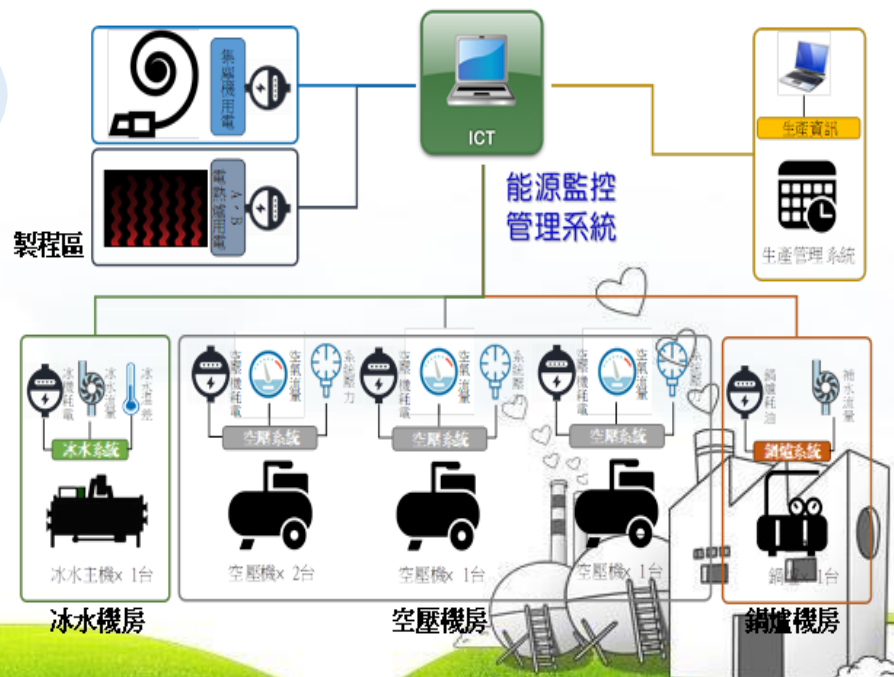 ICT
能源監控
管理系統
集塵機用電
A、B
生產資訊
生產管理系統
製程區
冰機耗電
冰水流量
冰水溫差
冰水系統
冰水主機x 1台
冰水機房
空壓機耗電
空氣流量
系統壓力
空壓系統
空壓機x 2台
空壓機耗電
空氣流量
系統壓力
空壓系統
空壓機x 1台
空壓機耗電
空氣流量
系統壓力
空壓系統
空壓機x 1台
空壓機房
鍋爐耗油
補水流量
鍋爐系統
鍋爐x 1台
鍋爐機房